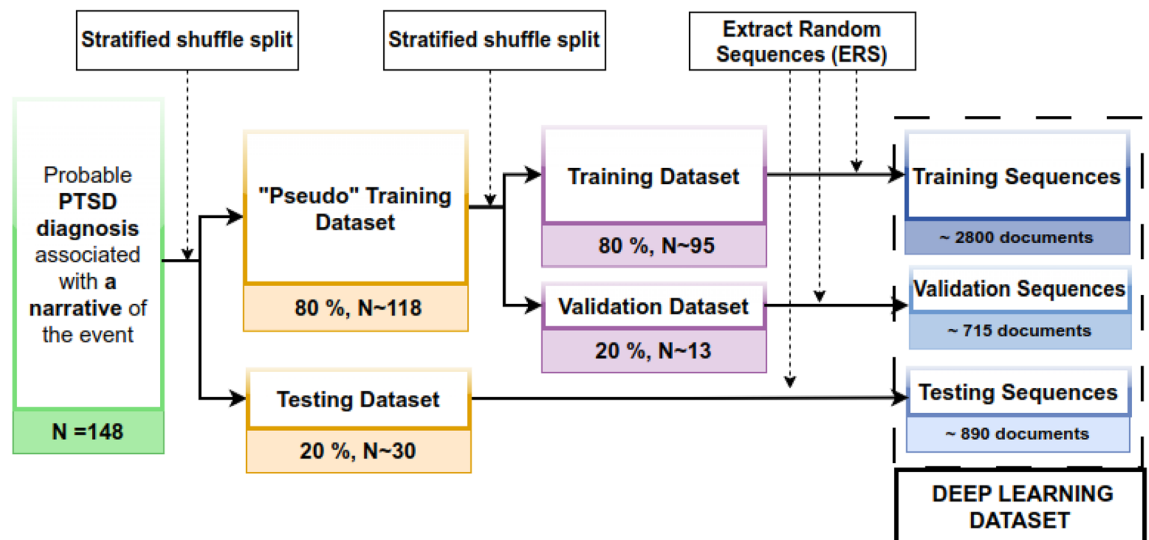 Stratified shuffle split
Stratified shuffle split
Extract Random
Sequences (ERS)
Probable
PTSD
diagnosis
associated
with a
narrative of
the event
N =148
"Pseudo" Training
Dataset
80 %, N~118
Testing Dataset
20 %, N~30
Training Dataset
80 %, N~95
Validation Dataset
20 %, N~13
Training Sequences
~ 2800 documents
Validation Sequences
~ 715 documents
Testing Sequences
~ 890 documents
DEEP LEARNING
DATASET